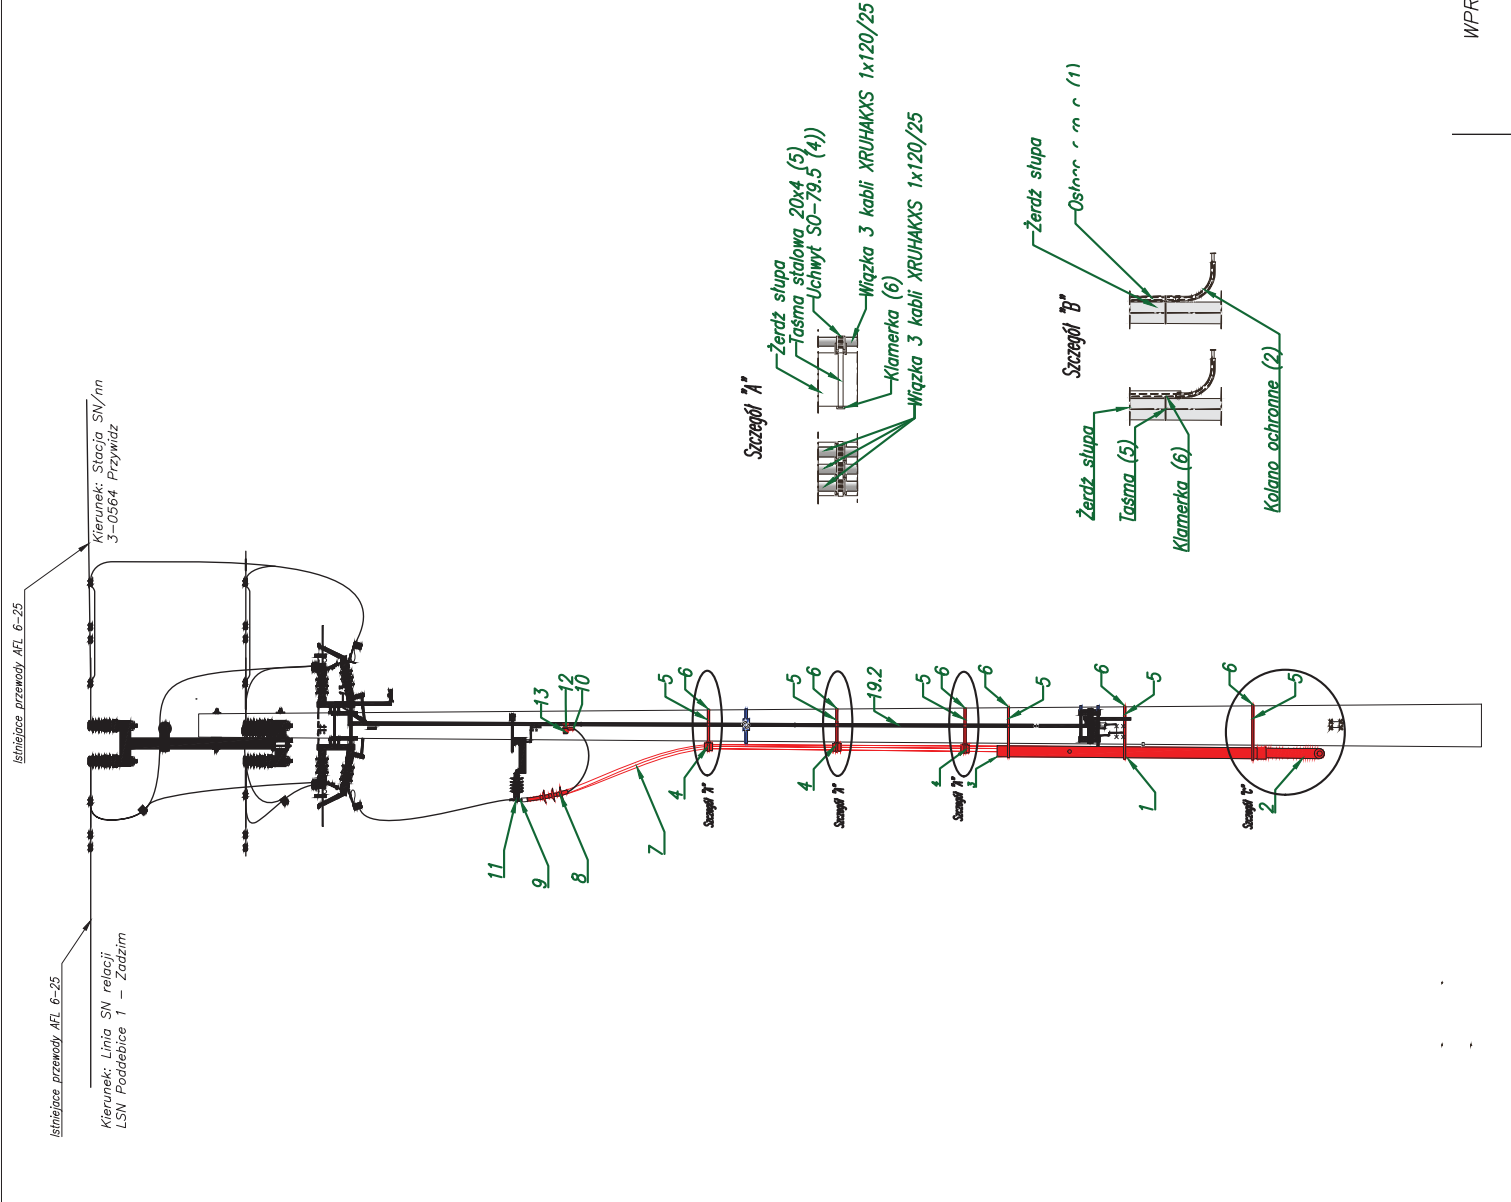 Istniejace przewody AFL 6-25
Kierunek: Stacja SN/nn
3-0564 Przywidz
Istniejace przewody AFL 6-25
Kierunek: Linia SN relacji
LSN Poddebice 1 - Zadzim
Szczegół "A"
Żerdź słupa
Taśma stalowa 20x4 (5)
Uchwyt SO-79.5 (4))
Wiązka 3 kabli XRUHAKXS 1x120/25
Klamerka (6)
Wiązka 3 kabli XRUHAKXS 1x120/25
Szczegół "B"
Żerdź słupa
(1)
Żerdź słupa
Taśma (5)
Klamerka (6)
Kolano ochronne (2)
13
12
10
11
9
8
7
5
6
4
Szczegół "A"
5
6
4
Szczegół "A"
19.2
5
6
4
3
Szczegół "A"
6
5
6
5
1
6
5
2
Szczegół "C"
WPR